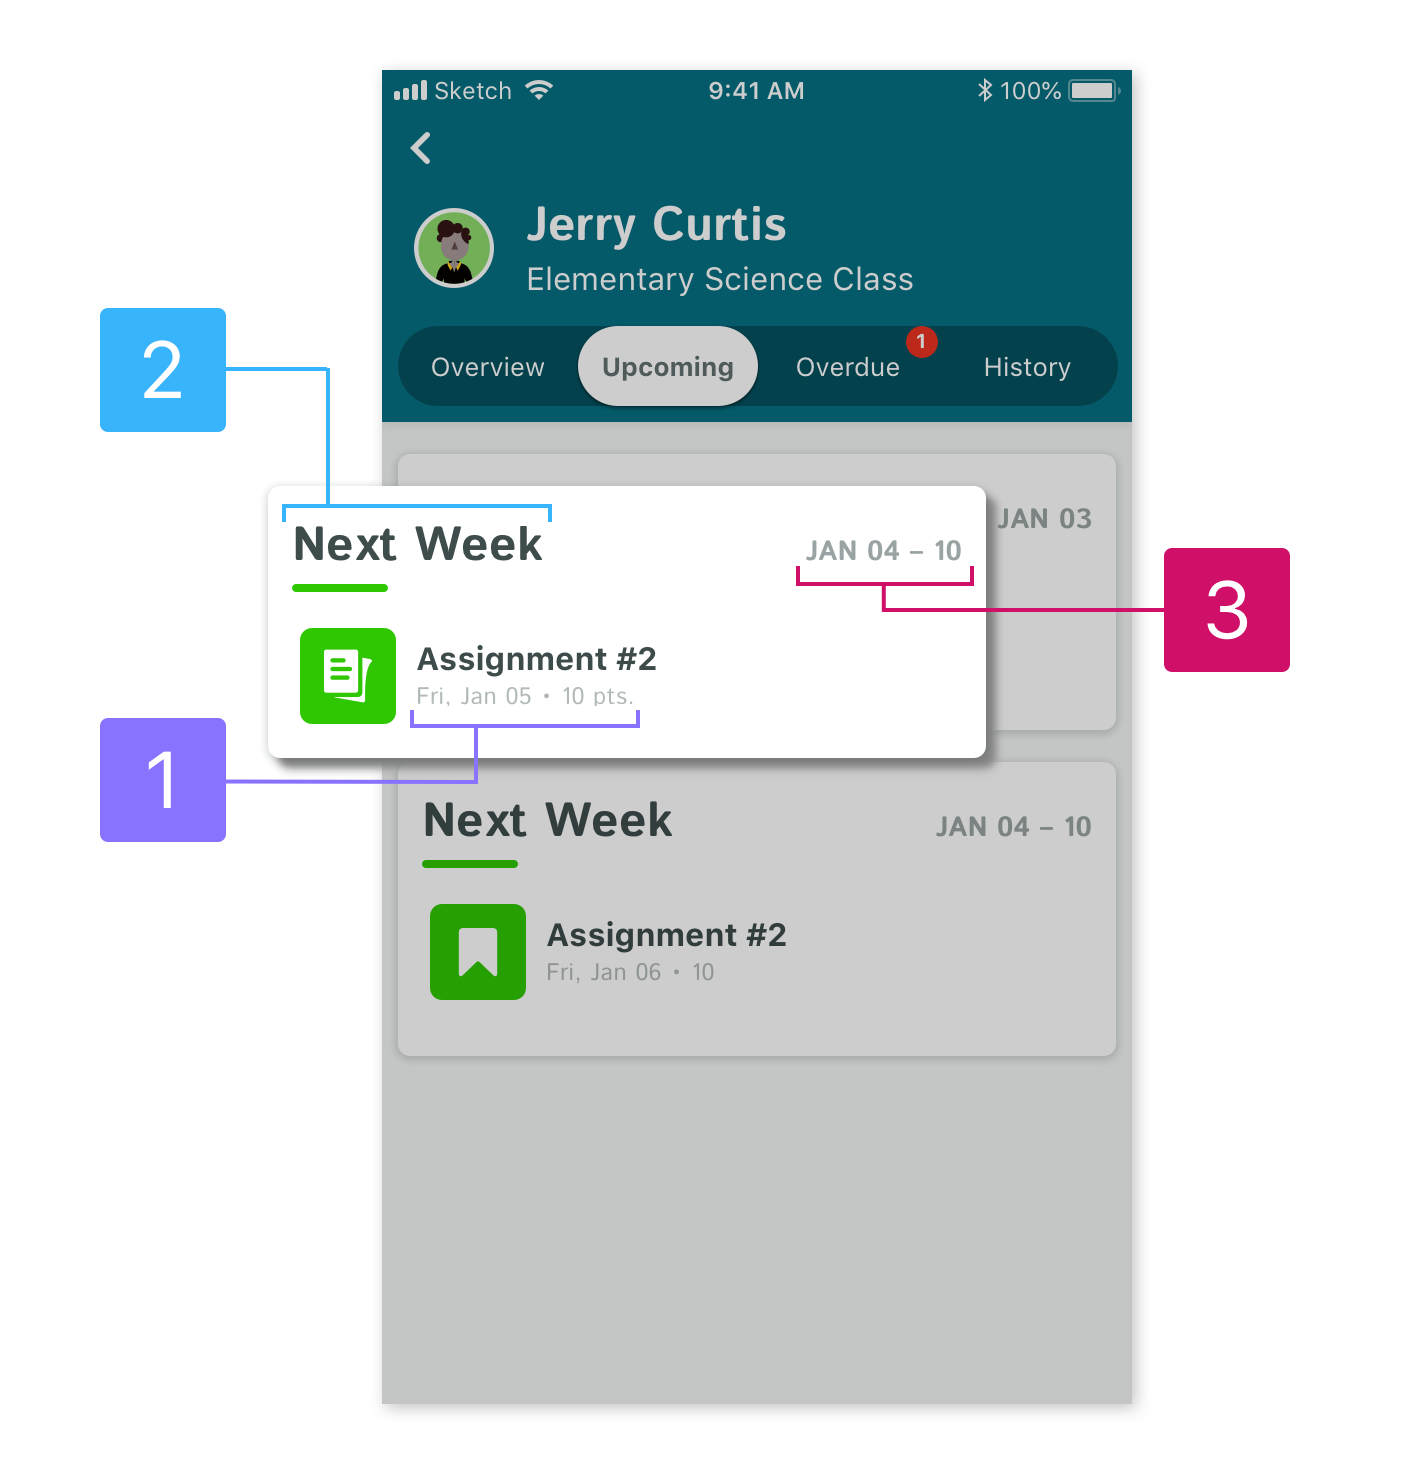 Sketch 9:41 AM 100%
Jerry Curtis
Elementary Science Class
Overview Upcoming Overdue 1 History
2
JAN 03
Next Week JAN 04 – 10
3
Assignment #2
Fri, Jan 05 • 10 pts.
1
Next Week JAN 04 – 10
Assignment #2
Fri, Jan 06 • 10